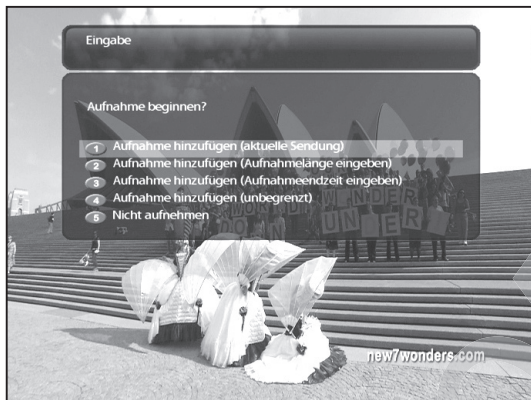 Eingabe
Aufnahme beginnen?
1 Aufnahme hinzufügen (aktuelle Sendung)
2 Aufnahme hinzufügen (Aufnahmelänge eingeben)
3 Aufnahme hinzufügen (Aufnahmeendzeit eingeben)
4 Aufnahme hinzufügen (unbegrenzt)
5 Nicht aufnehmen
new7wonders.com